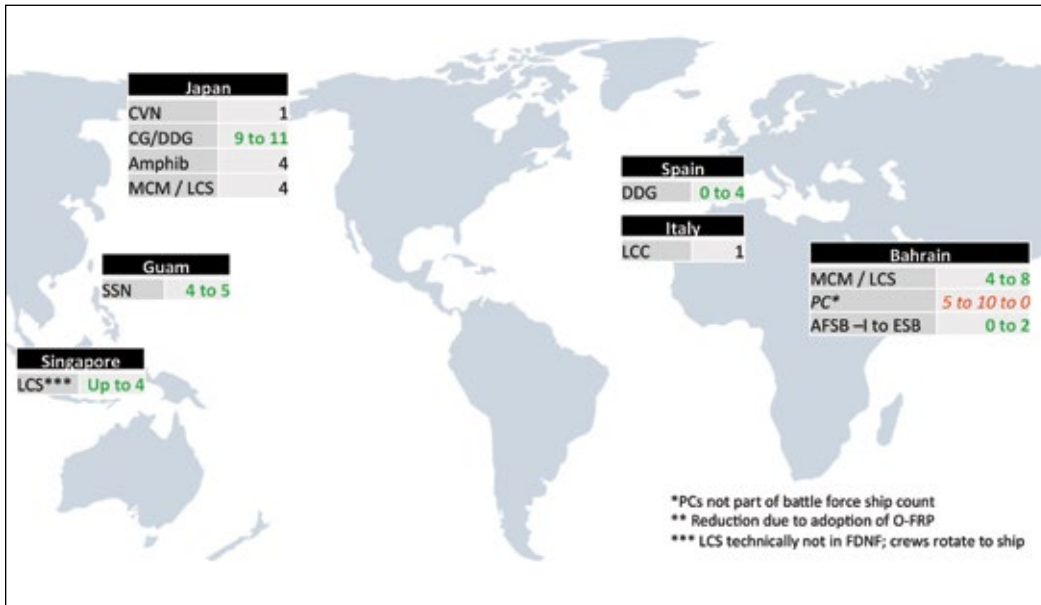 Japan
CVN 1
CG/DDG 9 to 11
Amphib 4
MCM / LCS 4
Guam
SSN 4 to 5
Singapore
LCS*** Up to 4
Spain
DDG 0 to 4
Italy
LCC 1
Bahrain
MCM / LCS 4 to 8
PC* 5 to 10 to 0
AFSB –I to ESB 0 to 2
*PCs not part of battle force ship count
** Reduction due to adoption of O-FRP
*** LCS technically not in FDNF; crews rotate to ship